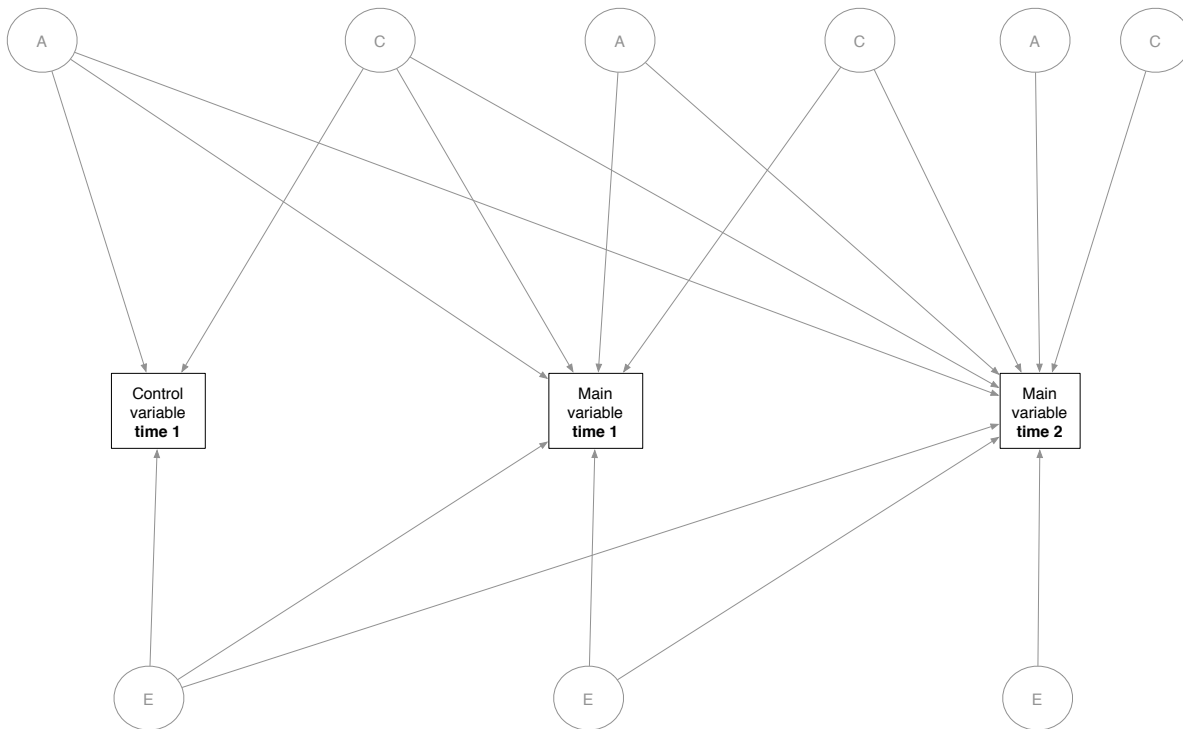 A
C
A
C
A
C
Control
variable
time 1
Main
variable
time 1
Main
variable
time 2
E
E
E